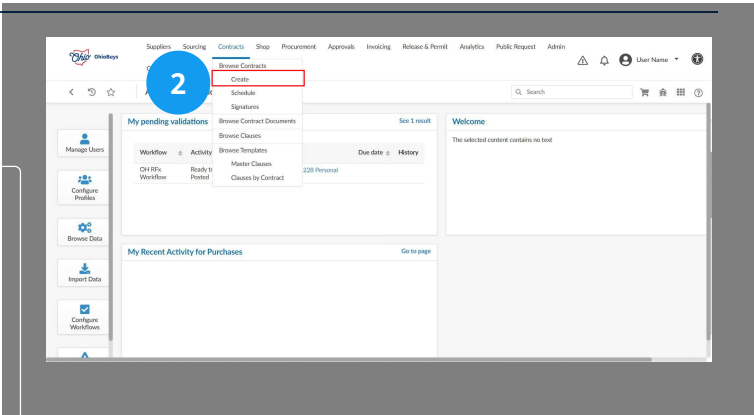 Ohio OhioBuys
Suppliers Sourcing Contracts Shop Procurement Approvals Invoicing Release & Permit Analytics Public Request Admin
User Name
2
Browse Contracts
Create
Schedule
Signatures
Browse Contract Documents
Browse Clauses
Browse Templates
Master Clauses
Clauses by Contract
Search
Manage Users
Configure
Profiles
Browse Data
Import Data
Configure
Workflows
My pending validations See 1 result
Workflow Activity Due date History
OH RFx
Workflow
Ready to
Posted
228 Personal
My Recent Activity for Purchases Go to page
Welcome
The selected content contains no text